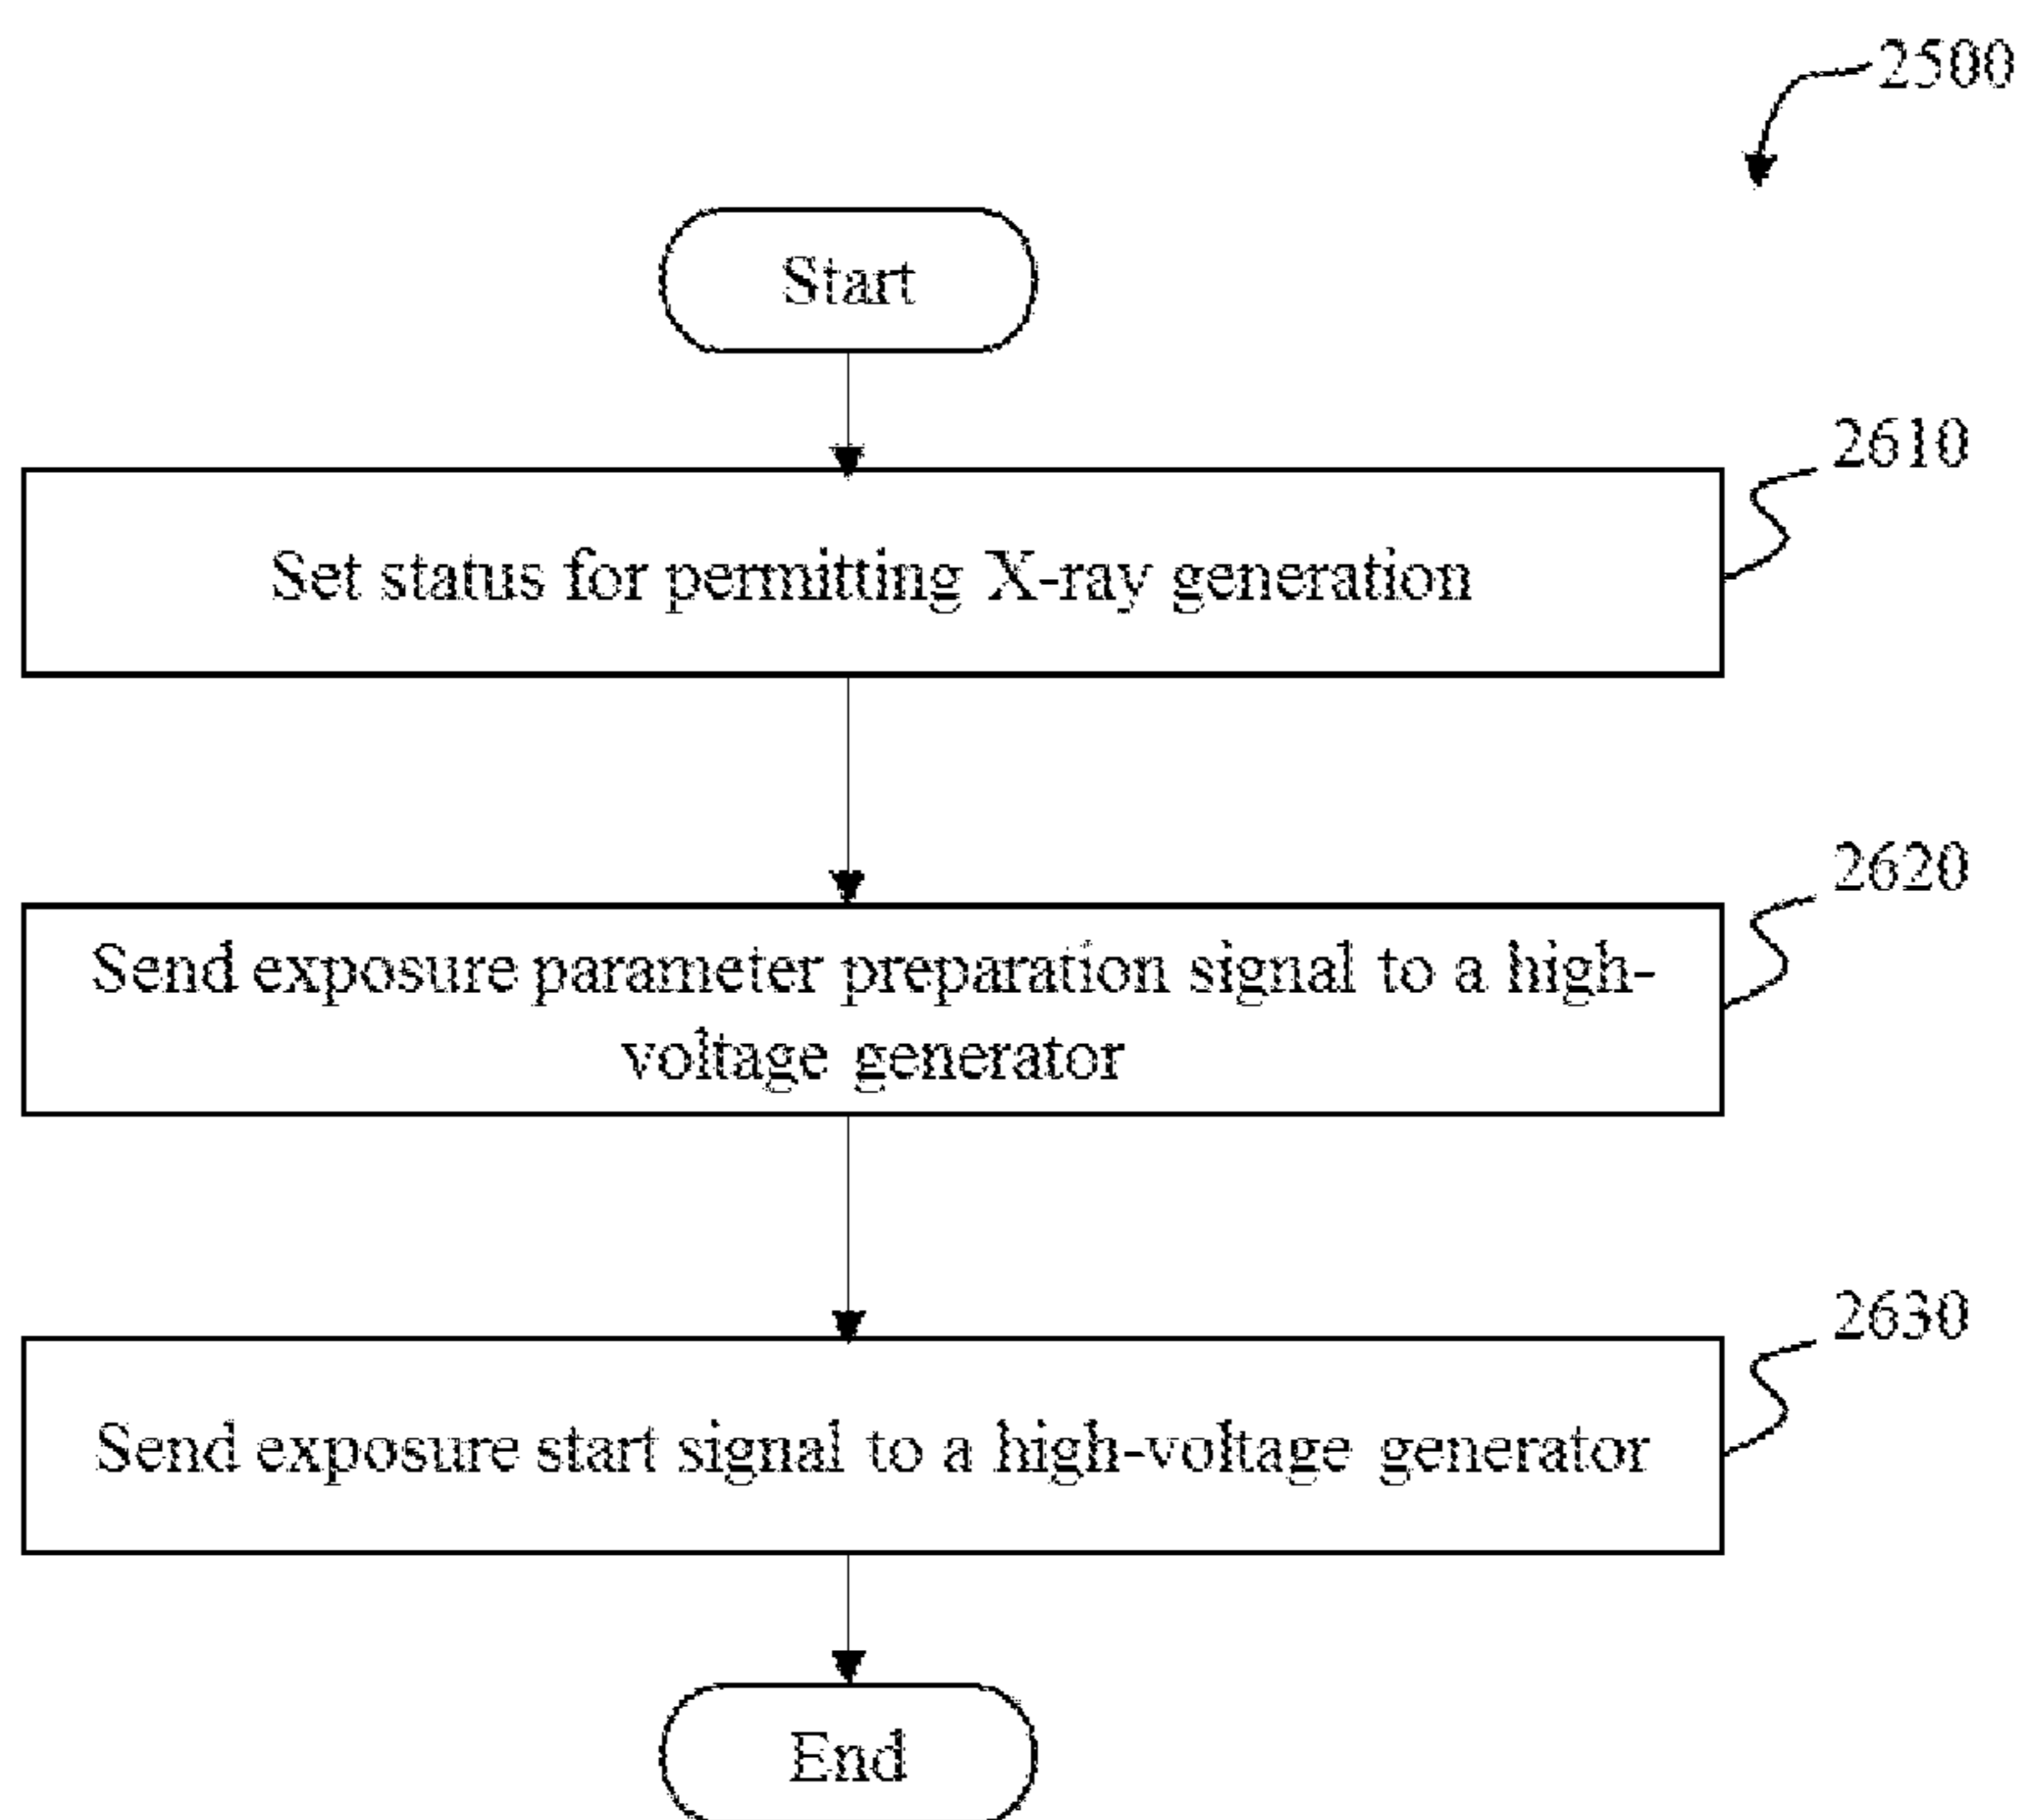 2500
Start
2610
Set status for permitting X-ray generation
2620
Send exposure parameter preparation signal to a high-
voltage generator
2630
Send exposure start signal to a high-voltage generator
End